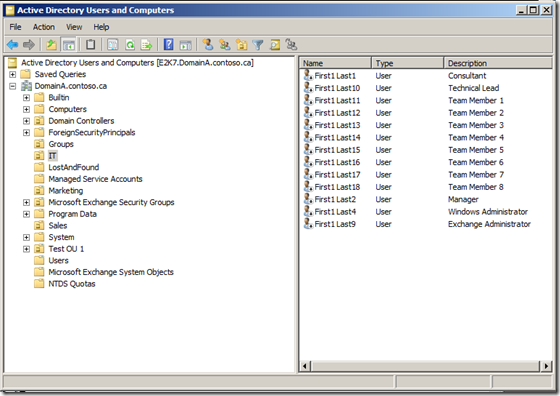 Active Directory Users and Computers
File Action View Help
Active Directory Users and Computers [E2K7.DomainA.contoso.ca]
Saved Queries
DomainA.contoso.ca
Builtin
Computers
Domain Controllers
ForeignSecurityPrincipals
Groups
IT
LostAndFound
Managed Service Accounts
Marketing
Microsoft Exchange Security Groups
Program Data
Sales
System
Test OU 1
Users
Microsoft Exchange System Objects
NTDS Quotas
Name Type Description
First1 Last1 User Consultant
First1 Last10 User Technical Lead
First1 Last11 User Team Member 1
First1 Last12 User Team Member 2
First1 Last13 User Team Member 3
First1 Last14 User Team Member 4
First1 Last15 User Team Member 5
First1 Last16 User Team Member 6
First1 Last17 User Team Member 7
First1 Last18 User Team Member 8
First1 Last2 User Manager
First1 Last4 User Windows Administrator
First1 Last9 User Exchange Administrator